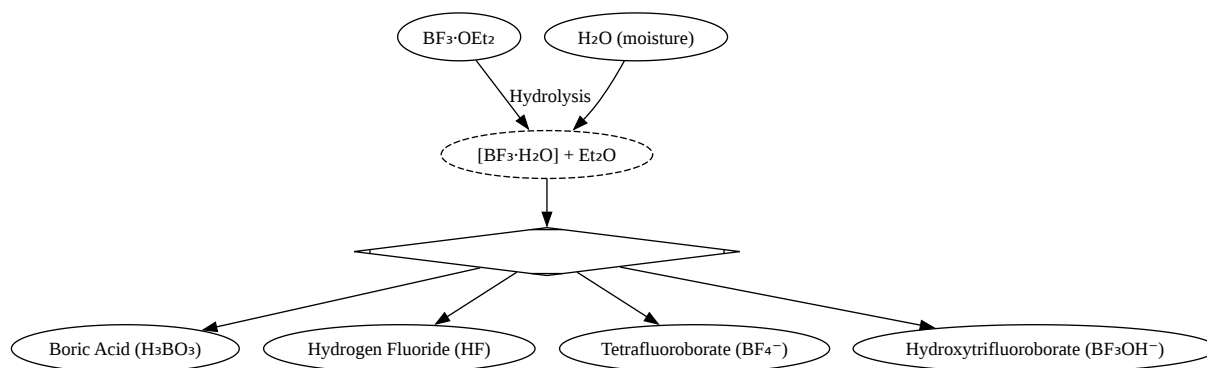 BF₃·OEt₂
H₂O (moisture)
Hydrolysis
[BF₃·H₂O] + Et₂O
Boric Acid (H₃BO₃)
Hydrogen Fluoride (HF)
Tetrafluoroborate (BF₄⁻)
Hydroxytrifluoroborate (BF₃OH⁻)